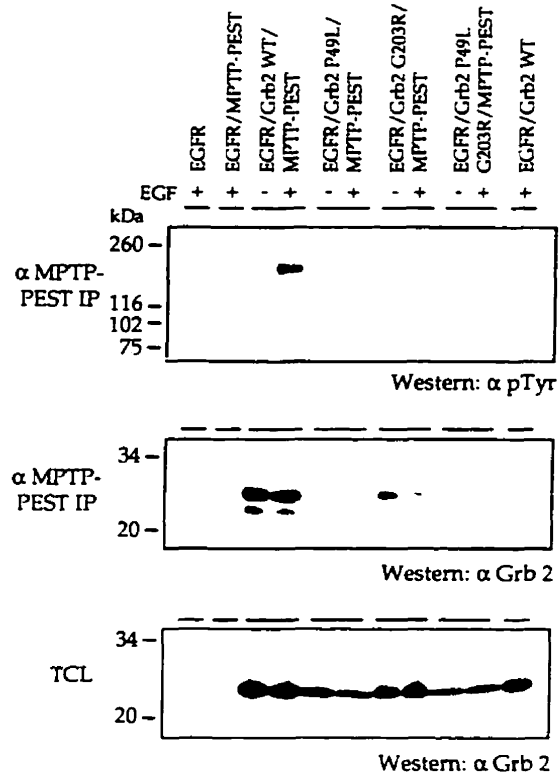 EGFR
EGFR/MPTP-PEST
EGFR/Grb2 WT/
MPTP-PEST
EGFR/Grb2 P49L/
MPTP-PEST
EGFR/Grb2 G203R/
MPTP-PEST
EGFR/Grb2 P49L
G203R/MPTP-PEST
EGFR/Grb2 WT
EGF + + - + - + - + - + +
kDa
260
α MPTP-
PEST IP
116
102
75
Western: α pTyr
34
α MPTP-
PEST IP
20
Western: α Grb 2
34
TCL
20
Western: α Grb 2